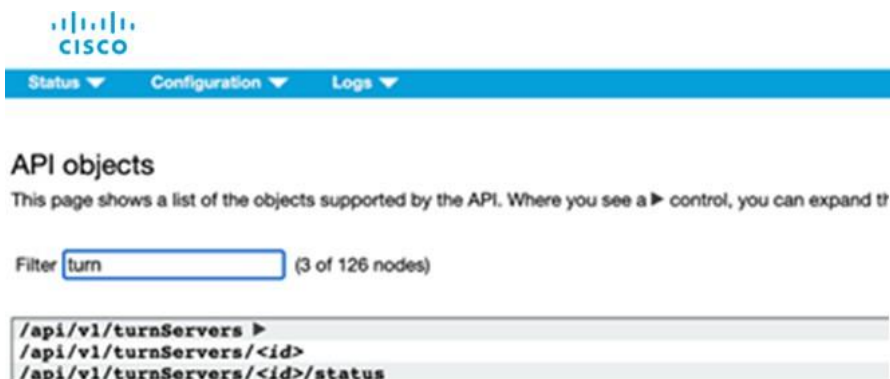 CISCO
Status Configuration Logs
API objects
This page shows a list of the objects supported by the API. Where you see a ▶ control, you can expand
Filter turn (3 of 126 nodes)
/api/v1/turnServers ▶
/api/v1/turnServers/<id>
/api/v1/turnServers/<id>/status